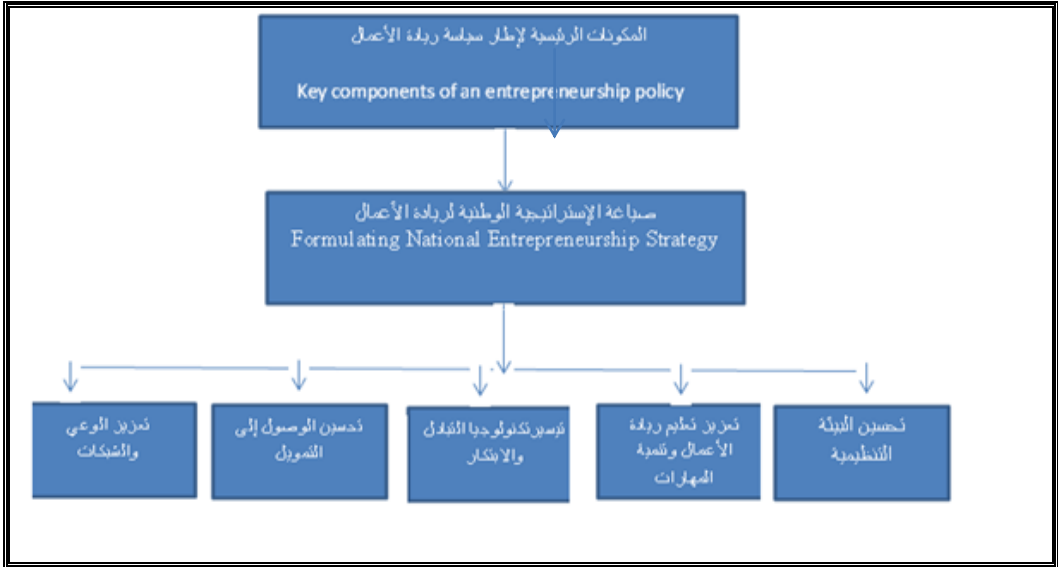 المكونات الرئيسية لإطار سياسة ريادة الأعمال
Key components of an entrepreneurship policy
صياغة الإستراتيجية الوطنية لريادة الأعمال
Formulating National Entrepreneurship Strategy
تحسين البيئة
التنظيمية
تعزيز تعليم ريادة
الأعمال وتنمية
المهارات
تيسير تكنولوجيا التبادل
والابتكار
تحسين الوصول إلى
التمويل
تعزيز الوعي
والشبكات